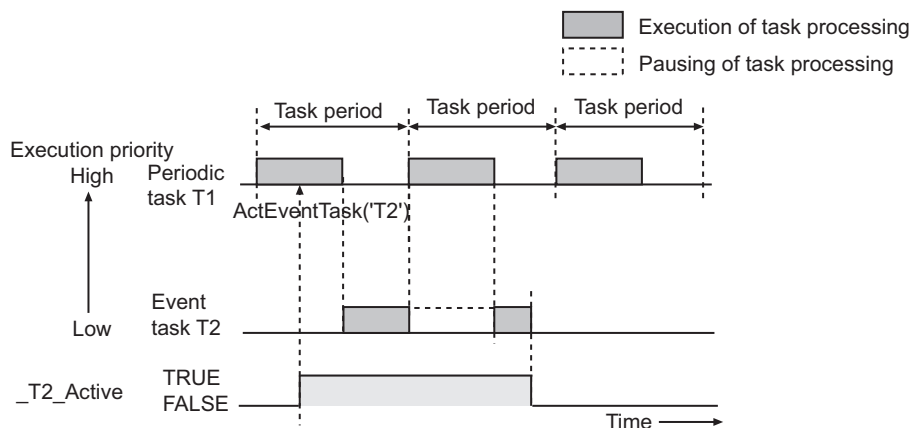 Execution of task processing
Pausing of task processing
Task period
Task period
Task period
Execution priority
High
Periodic
task T1
ActEventTask('T2')
Event
task T2
Low
_T2_Active
TRUE
FALSE
Time